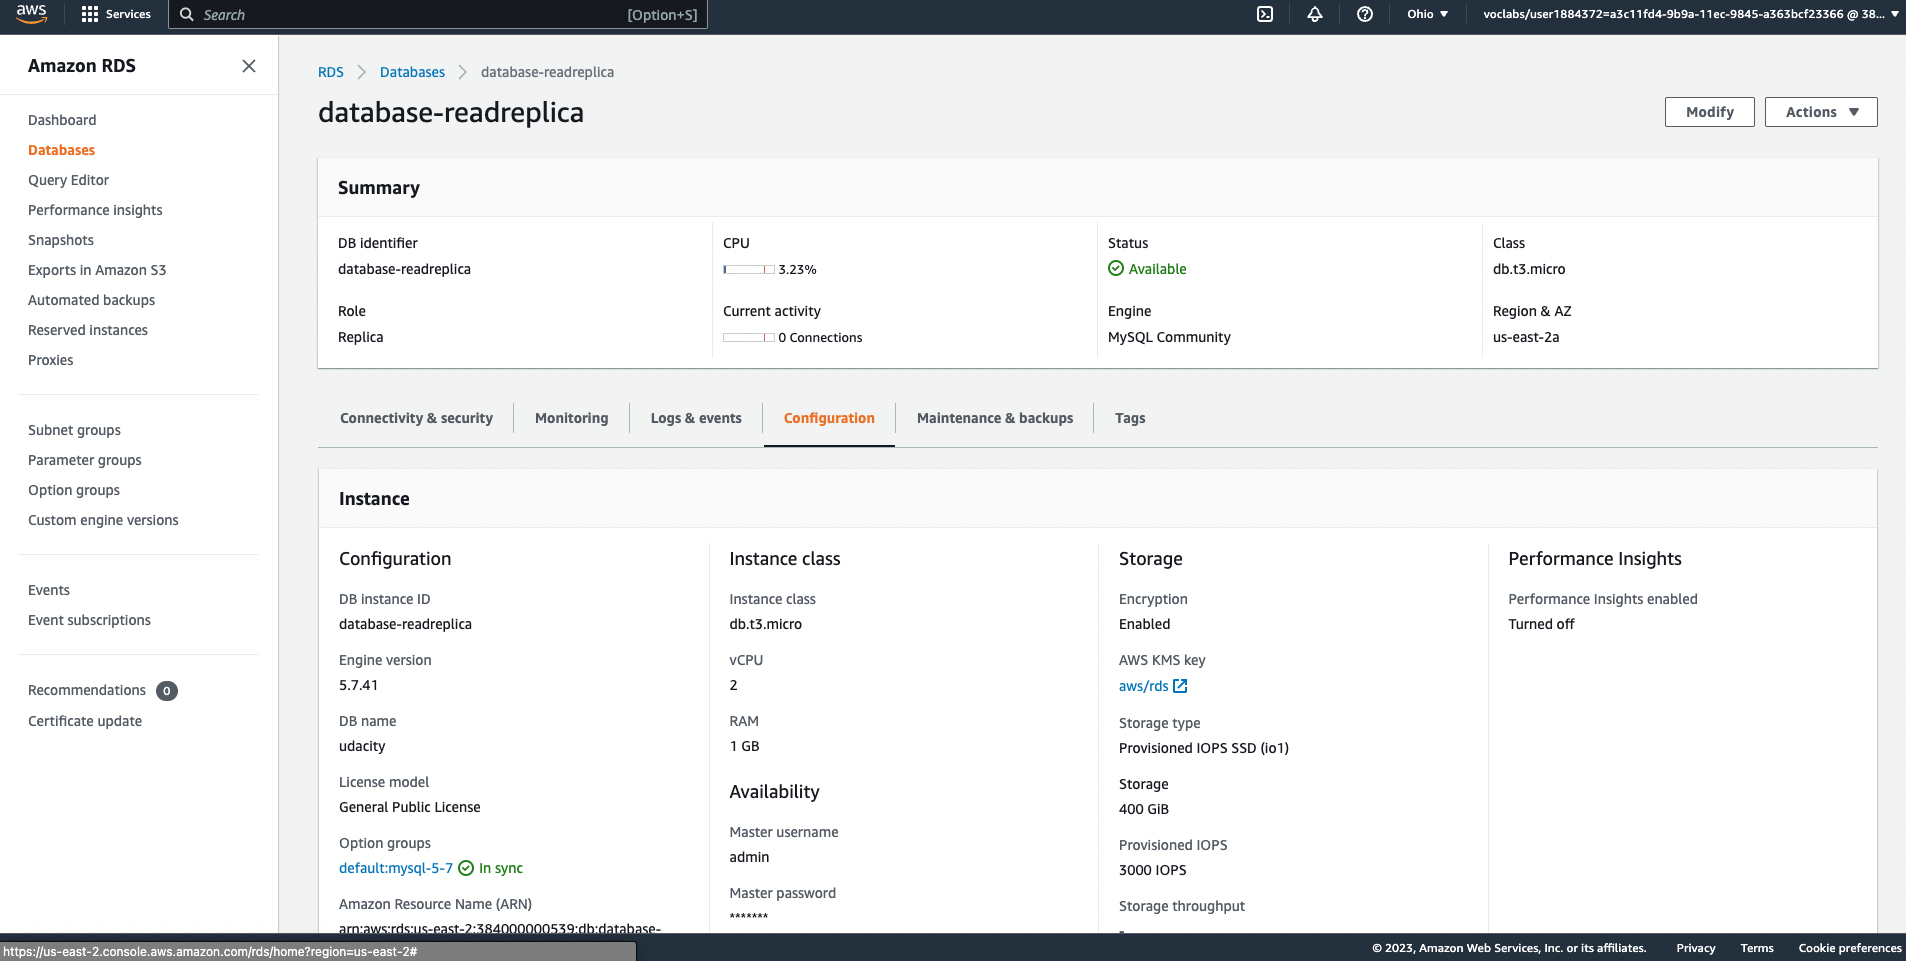 aws
Services
Search
[Option+S]
Ohio
voclabs/user1884372=a3c11fd4-9b9a-11ec-9845-a363bcf23366 @ 38...
Amazon RDS
Dashboard
Databases
Query Editor
Performance insights
Snapshots
Exports in Amazon S3
Automated backups
Reserved instances
Proxies
Subnet groups
Parameter groups
Option groups
Custom engine versions
Events
Event subscriptions
Recommendations 0
Certificate update
RDS
Databases
database-readreplica
database-readreplica
Modify
Actions
Summary
DB identifier
database-readreplica
Role
Replica
CPU
3.23%
Current activity
0 Connections
Status
Available
Engine
MySQL Community
Class
db.t3.micro
Region & AZ
us-east-2a
Connectivity & security
Monitoring
Logs & events
Configuration
Maintenance & backups
Tags
Instance
Configuration
DB instance ID
database-readreplica
Engine version
5.7.41
DB name
udacity
License model
General Public License
Option groups
default:mysql-5-7 In sync
Amazon Resource Name (ARN)
arn:aws:rds:us-east-2:384000000539:db:database-
Instance class
Instance class
db.t3.micro
vCPU
2
RAM
1 GB
Availability
Master username
admin
Master password
*******
Storage
Encryption
Enabled
AWS KMS key
aws/rds
Storage type
Provisioned IOPS SSD (io1)
Storage
400 GiB
Provisioned IOPS
3000 IOPS
Storage throughput
-
Performance Insights
Performance Insights enabled
Turned off
https://us-east-2.console.aws.amazon.com/rds/home?region=us-east-2#
© 2023, Amazon Web Services, Inc. or its affiliates.
Privacy
Terms
Cookie preferences